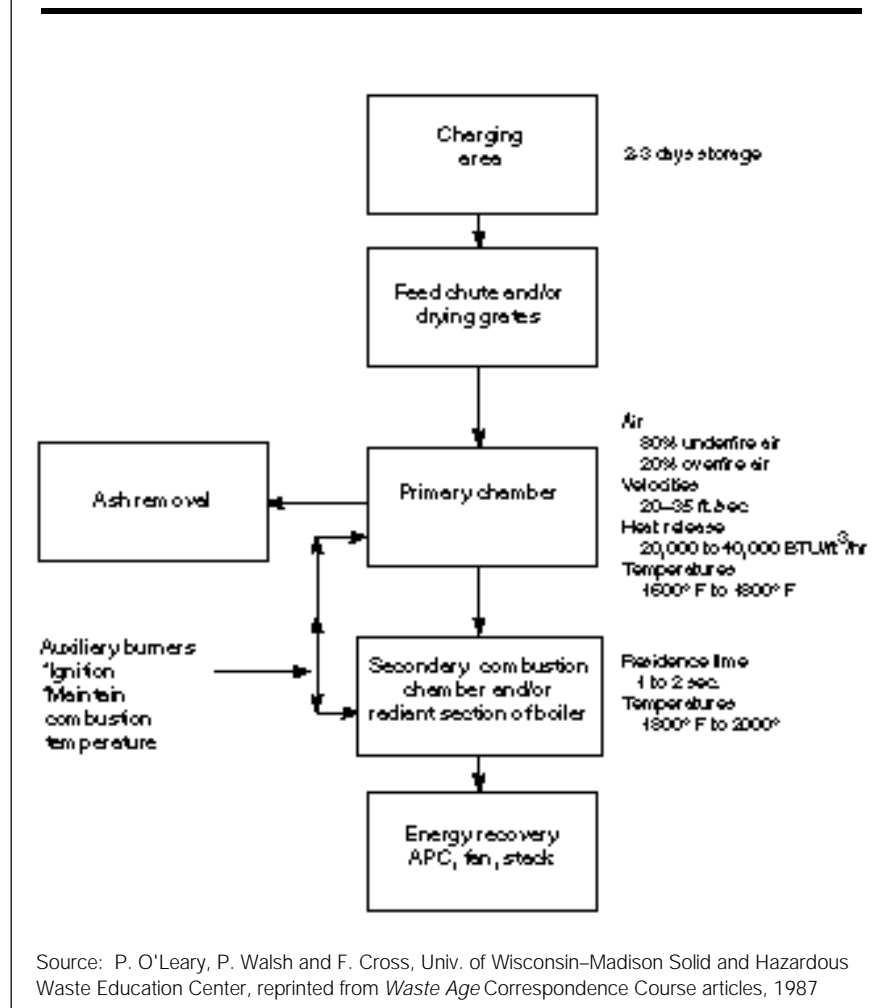 Charging
area
2-3 days storage
Feed chute and/or
drying grates
Air
80% underfire air
20% overfire air
Velocities
20–35 ft./sec
Heat release
20,000 to 40,000 BTU/ft3/hr
Temperatures
1600° F to 1800° F
Ash removal
Primary chamber
Auxiliary burners
*Ignition
*Maintain
combustion
temperature
Secondary combustion
chamber and/or
radiant section of boiler
Residence time
1 to 2 sec.
Temperatures
1800° F to 2000°
Energy recovery
APC, fan, stack
Source: P. O'Leary, P. Walsh and F. Cross, Univ. of Wisconsin–Madison Solid and Hazardous
Waste Education Center, reprinted from Waste Age Correspondence Course articles, 1987